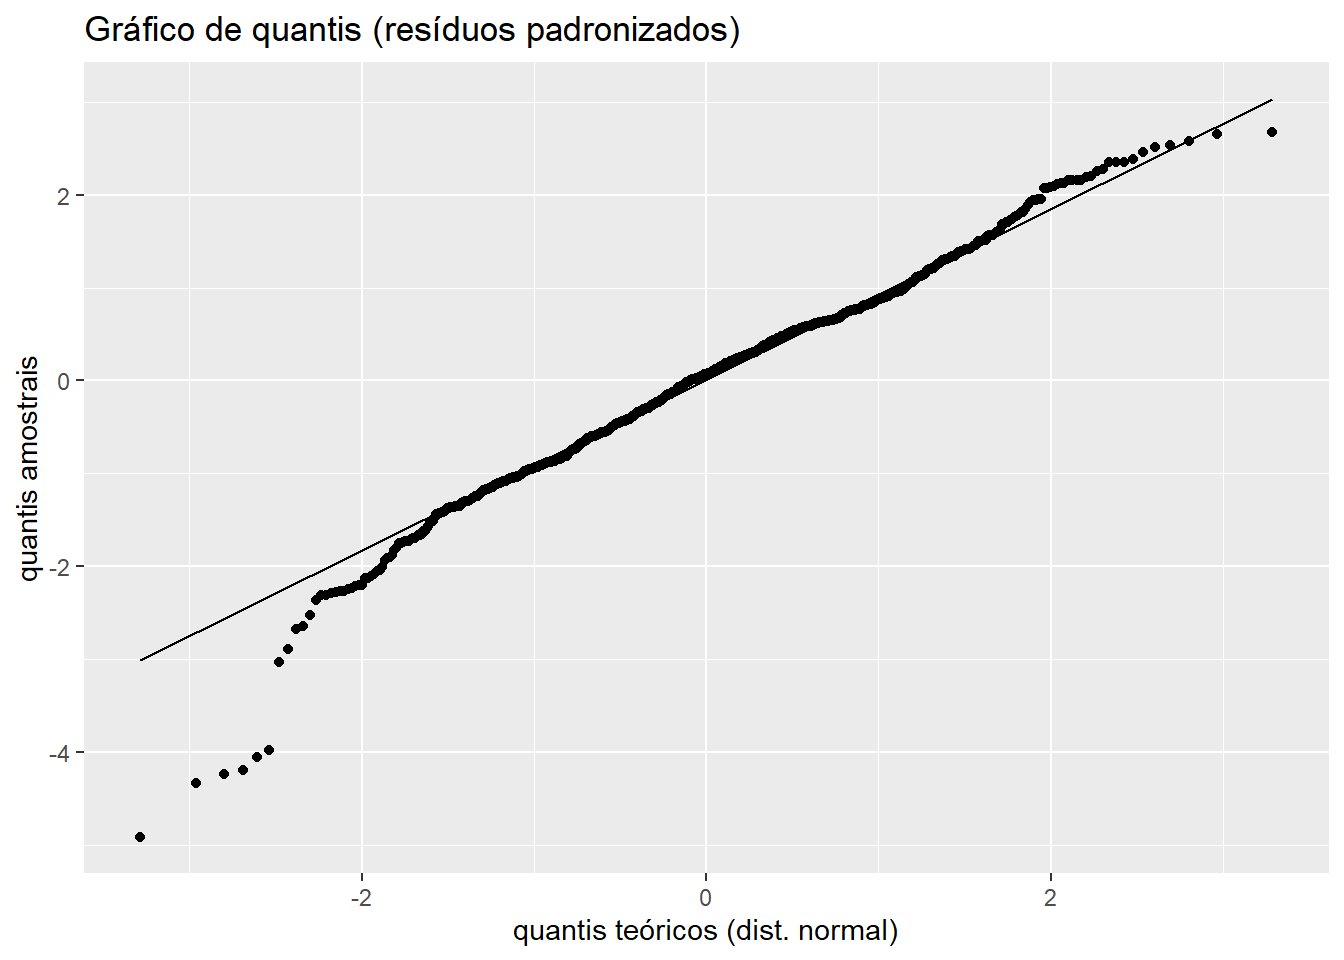 Gráfico de quantis (resíduos padronizados)
quantis amostrais
2
0
-2
-4
-2
0
2
quantis teóricos (dist. normal)